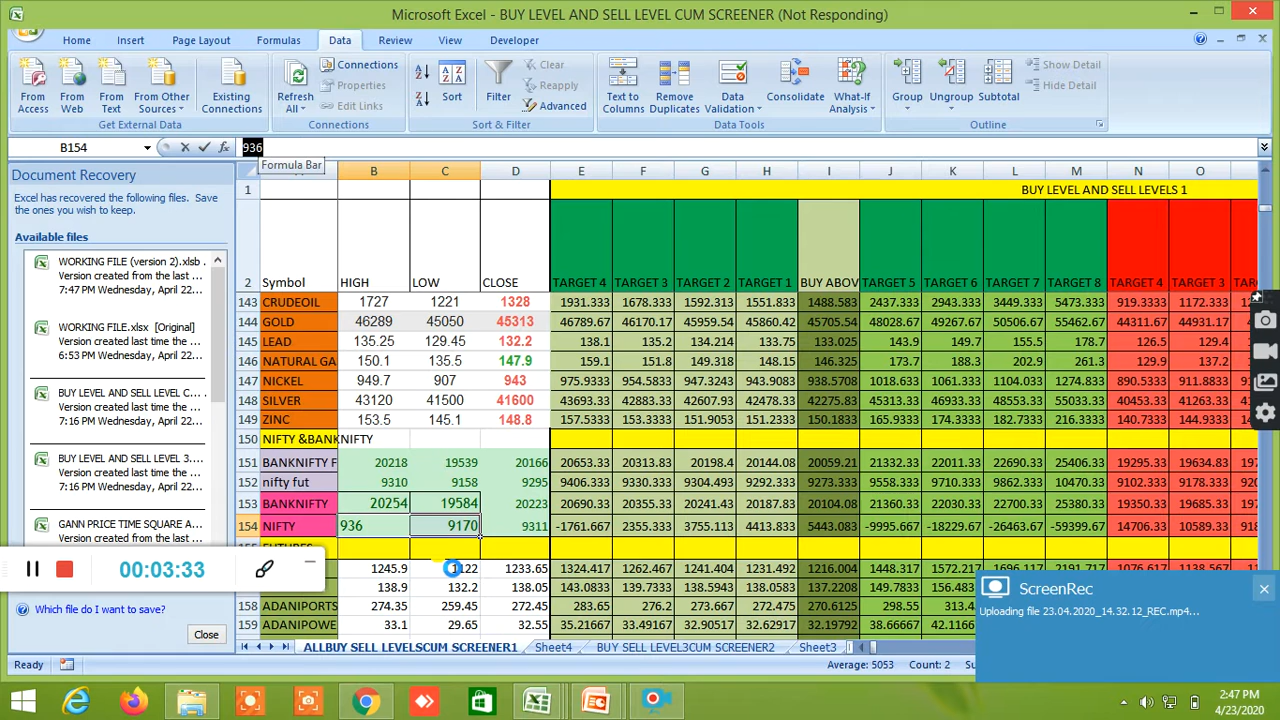 Microsoft Excel - BUY LEVEL AND SELL LEVEL CUM SCREENER (Not Responding)
Home Insert Page Layout Formulas Data Review View Developer
From Access From Web From Text From Other Sources Existing Connections Refresh All Connections Properties Edit Links Sort Filter Clear Reapply Advanced Text to Columns Remove Duplicates Data Validation Consolidate What-If Analysis Group Ungroup Subtotal Show Detail Hide Detail
Get External Data Connections Sort & Filter Data Tools Outline
B154 936
Formula Bar
Document Recovery
Excel has recovered the following files. Save the ones you wish to keep.
Available files
WORKING FILE (version 2).xlsb ...
Version created from the last ...
7:47 PM Wednesday, April 22...
WORKING FILE.xlsx [Original]
6:53 PM Wednesday, April 22...
BUY LEVEL AND SELL LEVEL C...
Version created last time the ...
7:16 PM Wednesday, April 22...
BUY LEVEL AND SELL LEVEL 3....
Version created last time the ...
7:16 PM Wednesday, April 22...
GANN PRICE TIME SQUARE A...
Version created last time the ...
Which file do I want to save?
Close
B C D E F G H I J K L M N O
1 BUY LEVEL AND SELL LEVELS 1
2 Symbol HIGH LOW CLOSE TARGET 4 TARGET 3 TARGET 2 TARGET 1 BUY ABOV TARGET 5 TARGET 6 TARGET 7 TARGET 8 TARGET 4 TARGET 3
143 CRUDEOIL 1727 1221 1328 1931.333 1678.333 1592.313 1551.833 1488.583 2437.333 2943.333 3449.333 5473.333 919.3333 1172.333
144 GOLD 46289 45050 45313 46789.67 46170.17 45959.54 45860.42 45705.54 48028.67 49267.67 50506.67 55462.67 44311.67 44931.17
145 LEAD 135.25 129.45 132.2 138.1 135.2 134.214 133.75 133.025 143.9 149.7 155.5 178.7 126.5 129.4
146 NATURAL GA 150.1 135.5 147.9 159.1 151.8 149.318 148.15 146.325 173.7 188.3 202.9 261.3 129.9 137.2
147 NICKEL 949.7 907 943 975.9333 954.5833 947.3243 943.9083 938.5708 1018.633 1061.333 1104.033 1274.833 890.5333 911.8833
148 SILVER 43120 41500 41600 43693.33 42883.33 42607.93 42478.33 42275.83 45313.33 46933.33 48553.33 55033.33 40453.33 41263.33
149 ZINC 153.5 145.1 148.8 157.5333 153.3333 151.9053 151.2333 150.1833 165.9333 174.3333 182.7333 216.3333 140.7333 144.9333
150 NIFTY &BANKNIFTY
151 BANKNIFTY F 20218 19539 20166 20653.33 20313.83 20198.4 20144.08 20059.21 21332.33 22011.33 22690.33 25406.33 19295.33 19634.83
152 nifty fut 9310 9158 9295 9406.333 9330.333 9304.493 9292.333 9273.333 9558.333 9710.333 9862.333 10470.33 9102.333 9178.333
153 BANKNIFTY 20254 19584 20223 20690.33 20355.33 20241.43 20187.83 20104.08 21360.33 22030.33 22700.33 25380.33 19350.33 19685.33
154 NIFTY 936 9170 9311 -1761.667 2355.333 3755.113 4413.833 5443.083 -9995.667 -18229.67 -26463.67 -59399.67 14706.33 10589.33
1245.9 1122 1233.65 1324.417 1262.467 1241.404 1231.492 1216.004 1448.317 1572.217
138.9 132.2 138.05 143.0833 139.7333 138.5943 138.0583 137.2208 149.7833
158 ADANIPORTS 274.35 259.45 272.45 283.65 276.2 273.667 272.475 270.6125 298.55
159 ADANIPOWE 33.1 29.65 32.55 35.21667 33.49167 32.90517 32.62917 32.19792 38.66667
00:03:33
ScreenRec
Uploading file 23.04.2020_14.32.12_REC.mp4...
ALLBUY SELL LEVELSCUM SCREENER1 Sheet4 BUY SELL LEVEL3CUM SCREENER2 Sheet3
Ready Average: 5053 Count: 2
2:47 PM
4/23/2020